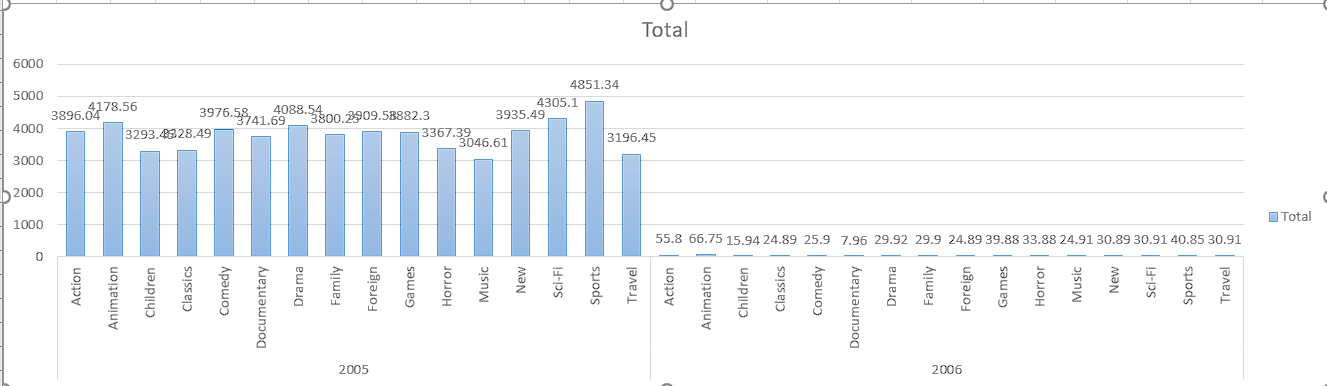 Total
6000
5000
4000
3000
2000
1000
0
3896.04 4178.56 3293.45 3328.49 3976.58 3741.69 4088.54 3800.25 3882.3 3367.39 3046.61 3935.49 4305.1 4851.34 3196.45
55.8 66.75 15.94 24.89 25.9 7.96 29.92 29.9 24.89 39.88 33.88 24.91 30.89 30.91 40.85 30.91
Total
Action Animation Children Classics Comedy Documentary Drama Family Foreign Games Horror Music New Sci-Fi Sports Travel
Action Animation Children Classics Comedy Documentary Drama Family Foreign Games Horror Music New Sci-Fi Sports Travel
2005 2006